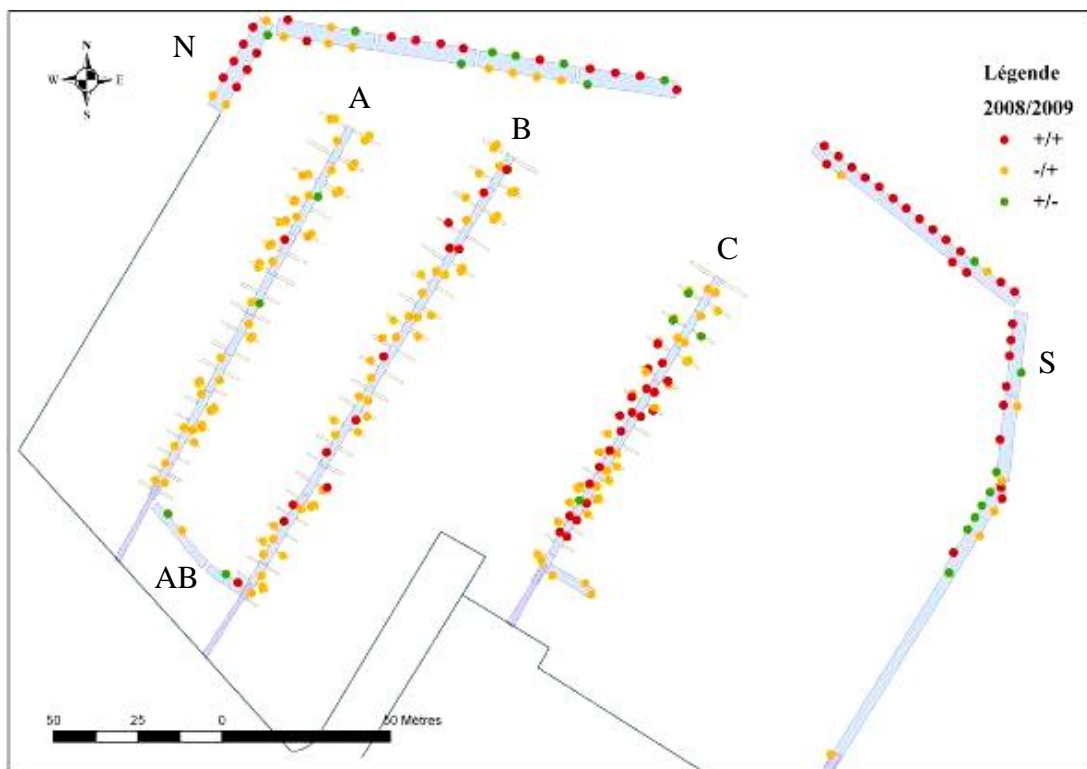 N
N
W E
S
A
B
C
S
AB
Légende
2008/2009
+/+
-/+
+/-
50 25 0 50 Mètres